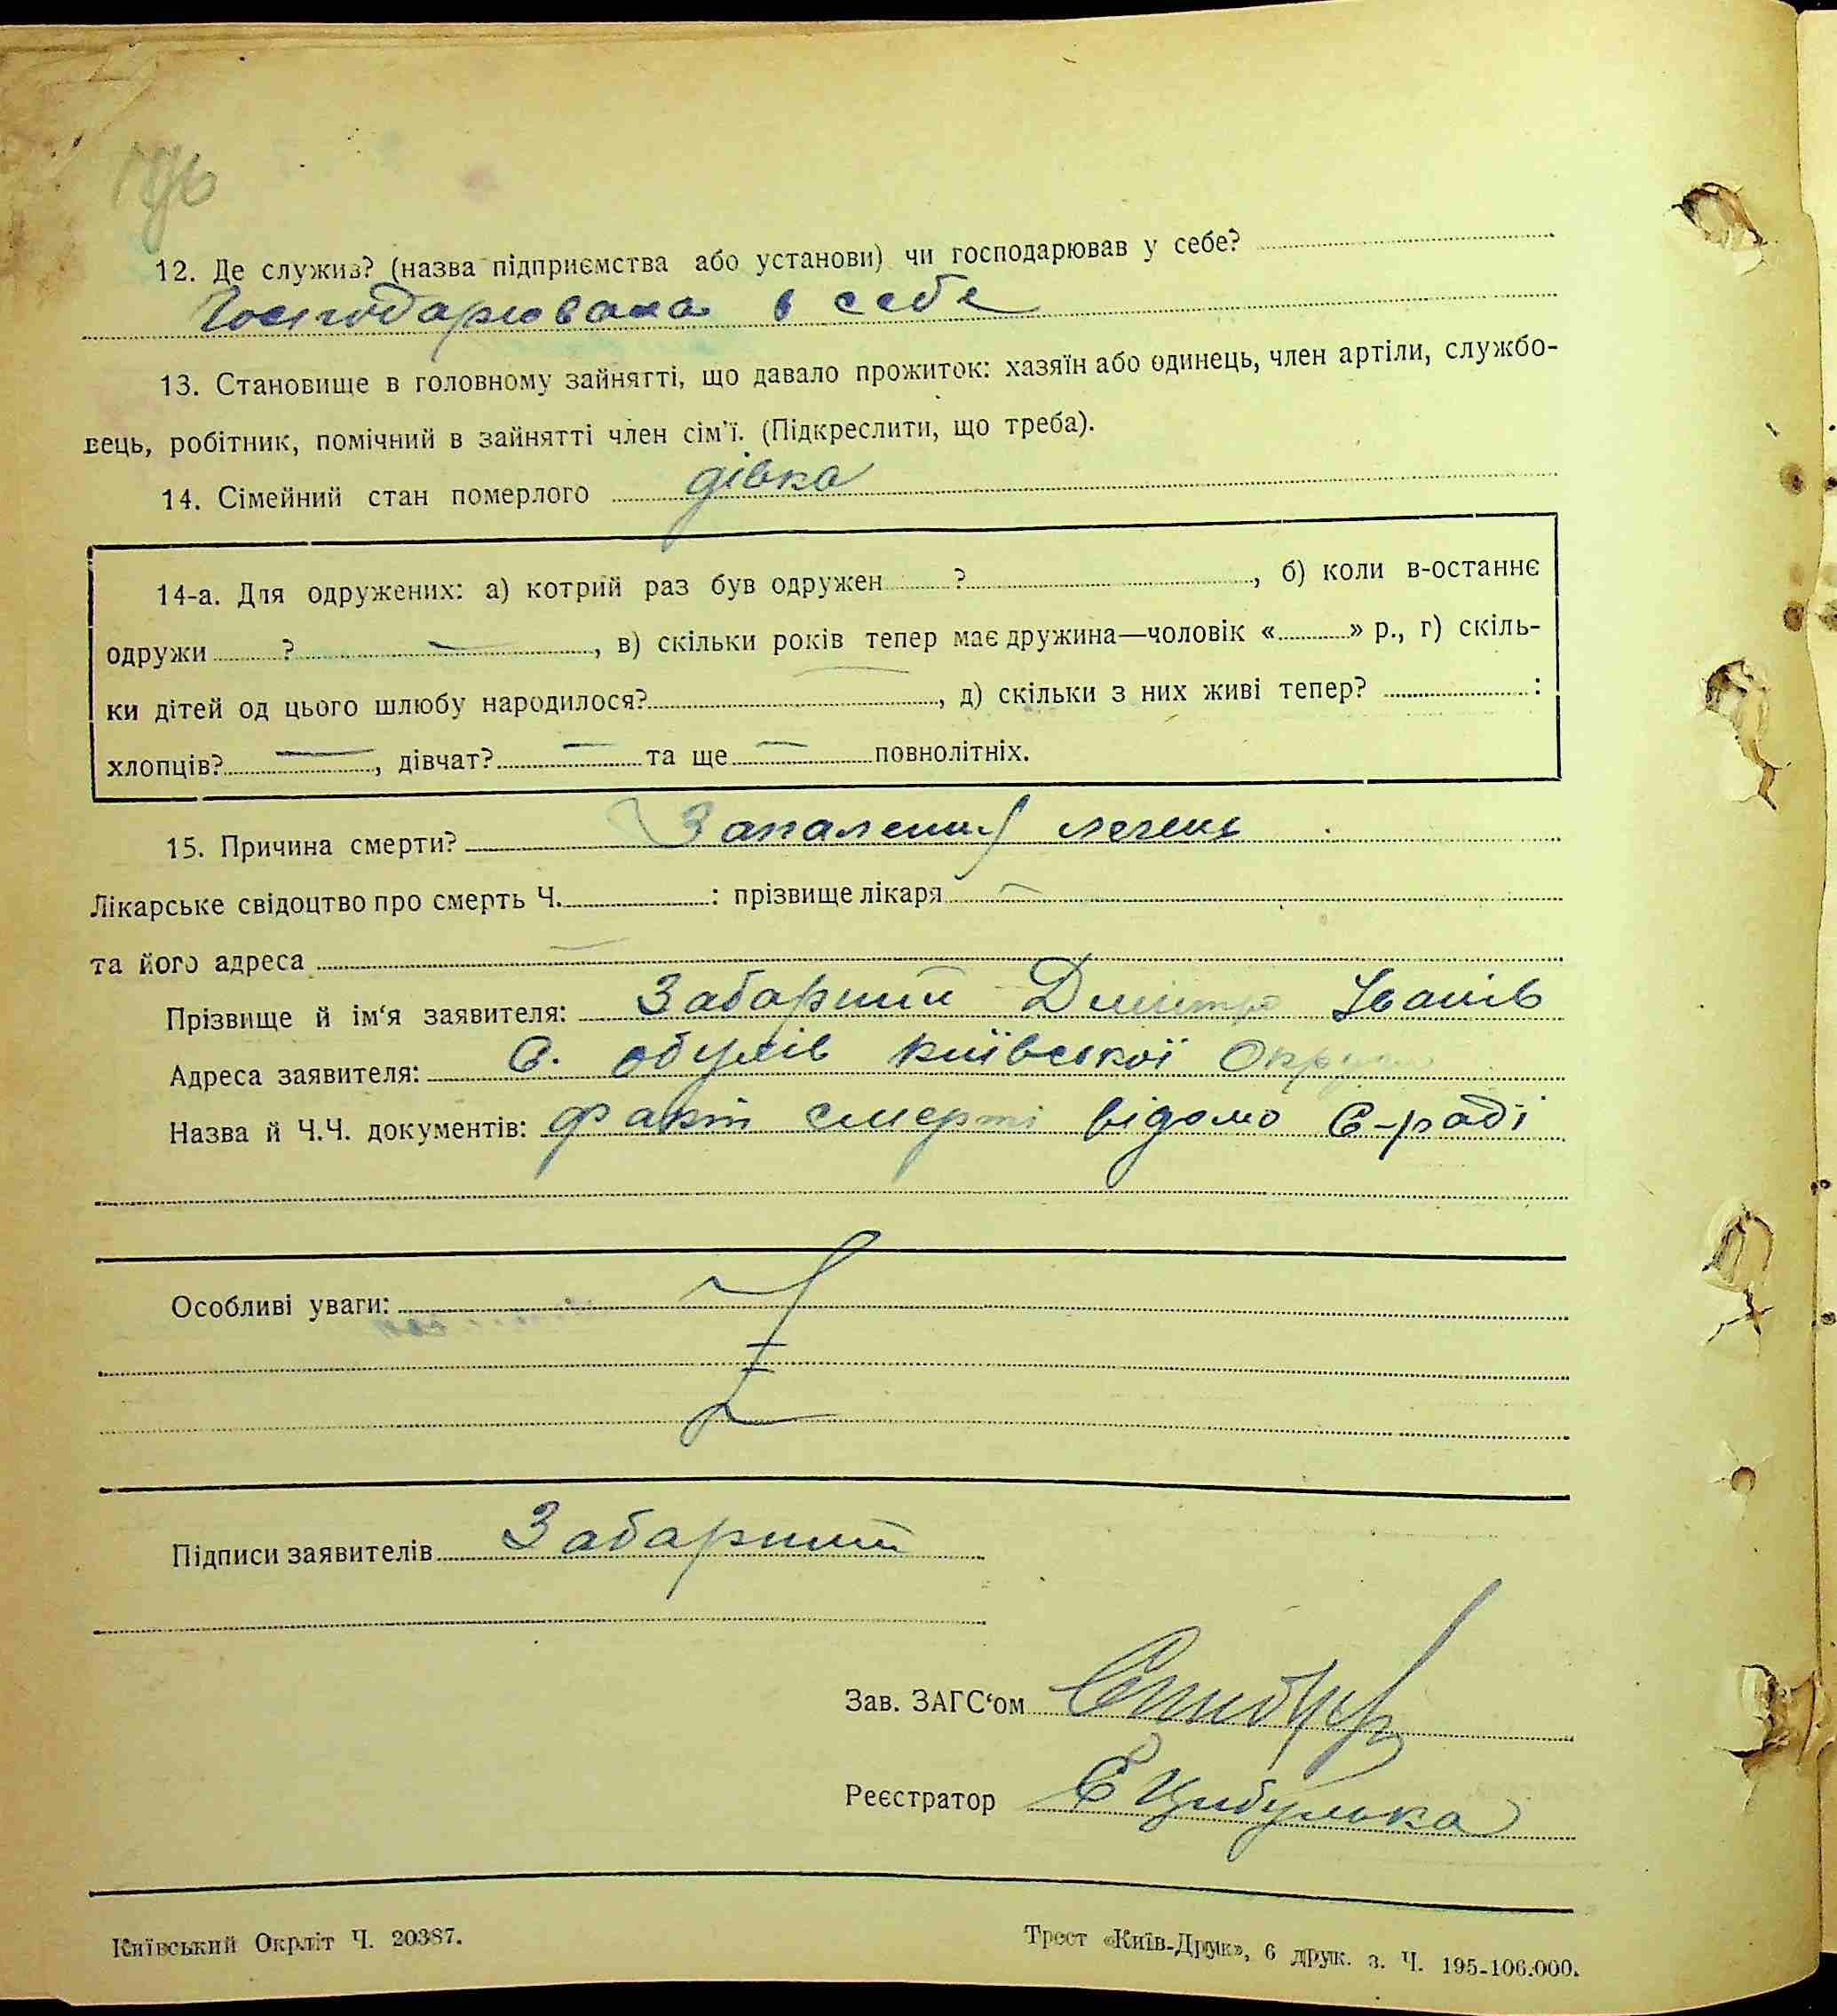 12. Де служив? (назва підприємства або установи) чи господарював у себе?
Господарювала в себе
13. Становище в головному зайнятті, що давало прожиток: хазяїн або одинець, член артіли, службо-
вець, робітник, помічний в зайнятті член сім'ї. (Підкреслити, що треба).
14. Сімейний стан померлого дівка
14-а. Для одружених: а) котрий раз був одружен ?, б) коли в-останнє
одружи ? —, в) скільки років тепер має дружина—чоловік «» р., г) скіль-
ки дітей од цього шлюбу народилося? —, д) скільки з них живі тепер? :
хлопців? —, дівчат? — та ще — повнолітніх.
15. Причина смерти? Запалення легень
Лікарське свідоцтво про смерть Ч. : прізвище лікаря —
та його адреса —
Прізвище й ім'я заявителя: Забарний Дмитро Іванів
Адреса заявителя: С. Київської Округи
Назва й Ч.Ч. документів: факт смерті відомо С-раді
Особливі уваги:
Підписи заявителів Забарний
Зав. ЗАГС'ом
Реєстратор Є Цибулька
Київський Окрліт Ч. 20387.
Трест «Київ-Друк», 6 друк. з. Ч. 195-106.000.